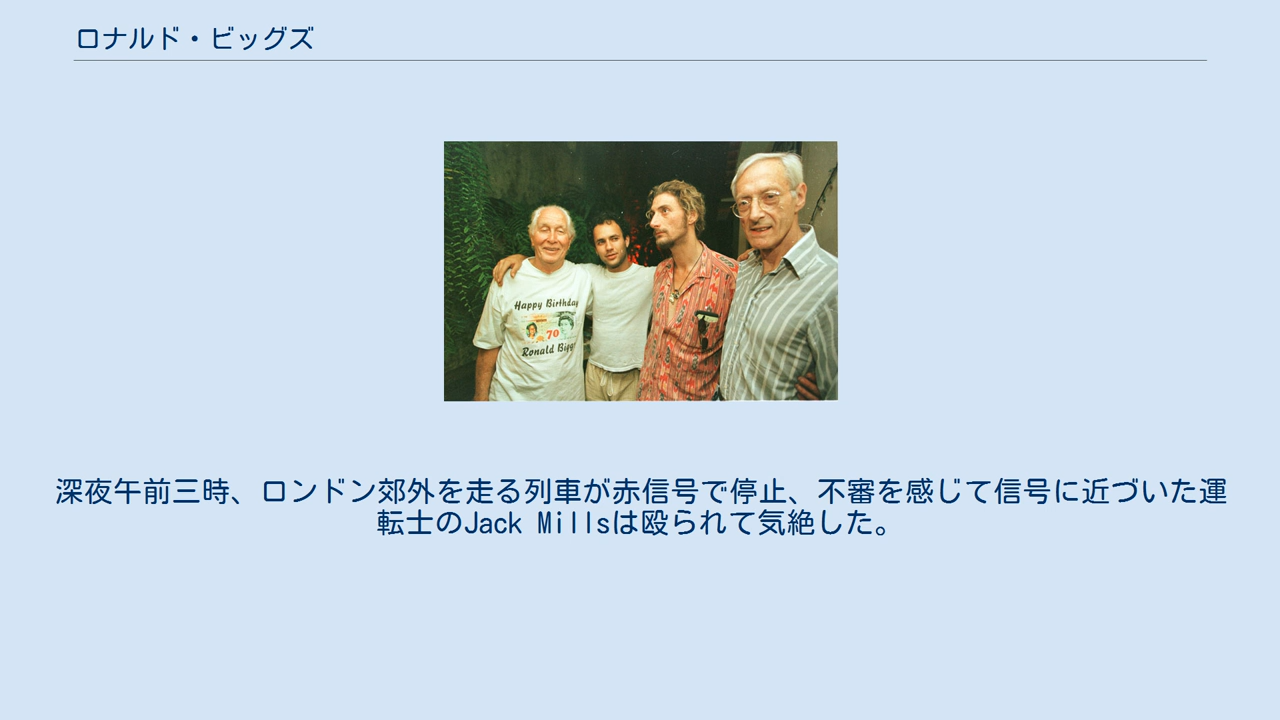 ロナルド・ビッグズ
Happy Birthday
70
Ronald Bigg
深夜午前三時、ロンドン郊外を走る列車が赤信号で停止、不審を感じて信号に近づいた運
転士のJack Millsは殴られて気絶した。